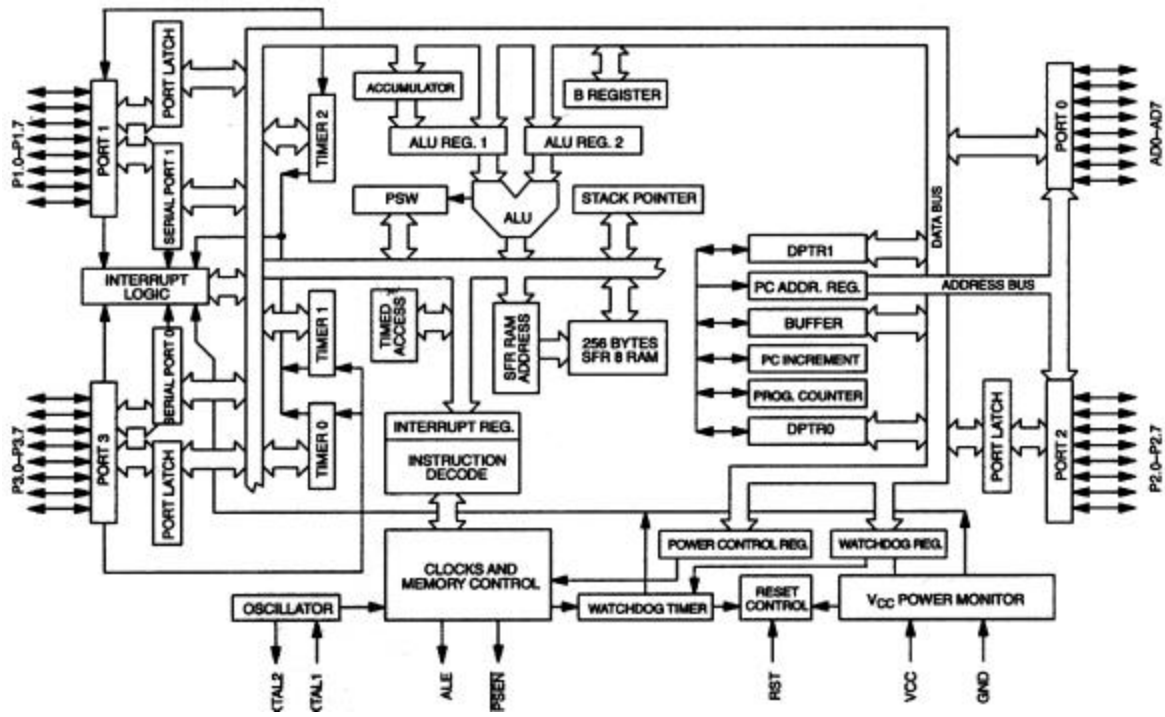 PORT LATCH
P1.0–P1.7
PORT 1
SERIAL PORT 1
TIMER 2
ACCUMULATOR
B REGISTER
ALU REG. 1
ALU REG. 2
PSW
ALU
STACK POINTER
DATA BUS
PORT 0
AD0–AD7
INTERRUPT
LOGIC
DPTR1
PC ADDR. REG.
ADDRESS BUS
BUFFER
PC INCREMENT
PROG. COUNTER
DPTR0
TIMED
ACCESS
SFR RAM
ADDRESS
256 BYTES
SFR 8 RAM
TIMER 1
SERIAL PORT 0
P3.0–P3.7
PORT 3
PORT LATCH
TIMER 0
INTERRUPT REG.
INSTRUCTION
DECODE
PORT LATCH
PORT 2
P2.0–P2.7
POWER CONTROL REG.
WATCHDOG REG.
CLOCKS AND
MEMORY CONTROL
OSCILLATOR
WATCHDOG TIMER
RESET
CONTROL
VCC POWER MONITOR
XTAL2
XTAL1
ALE
PSEN
RST
VCC
GND